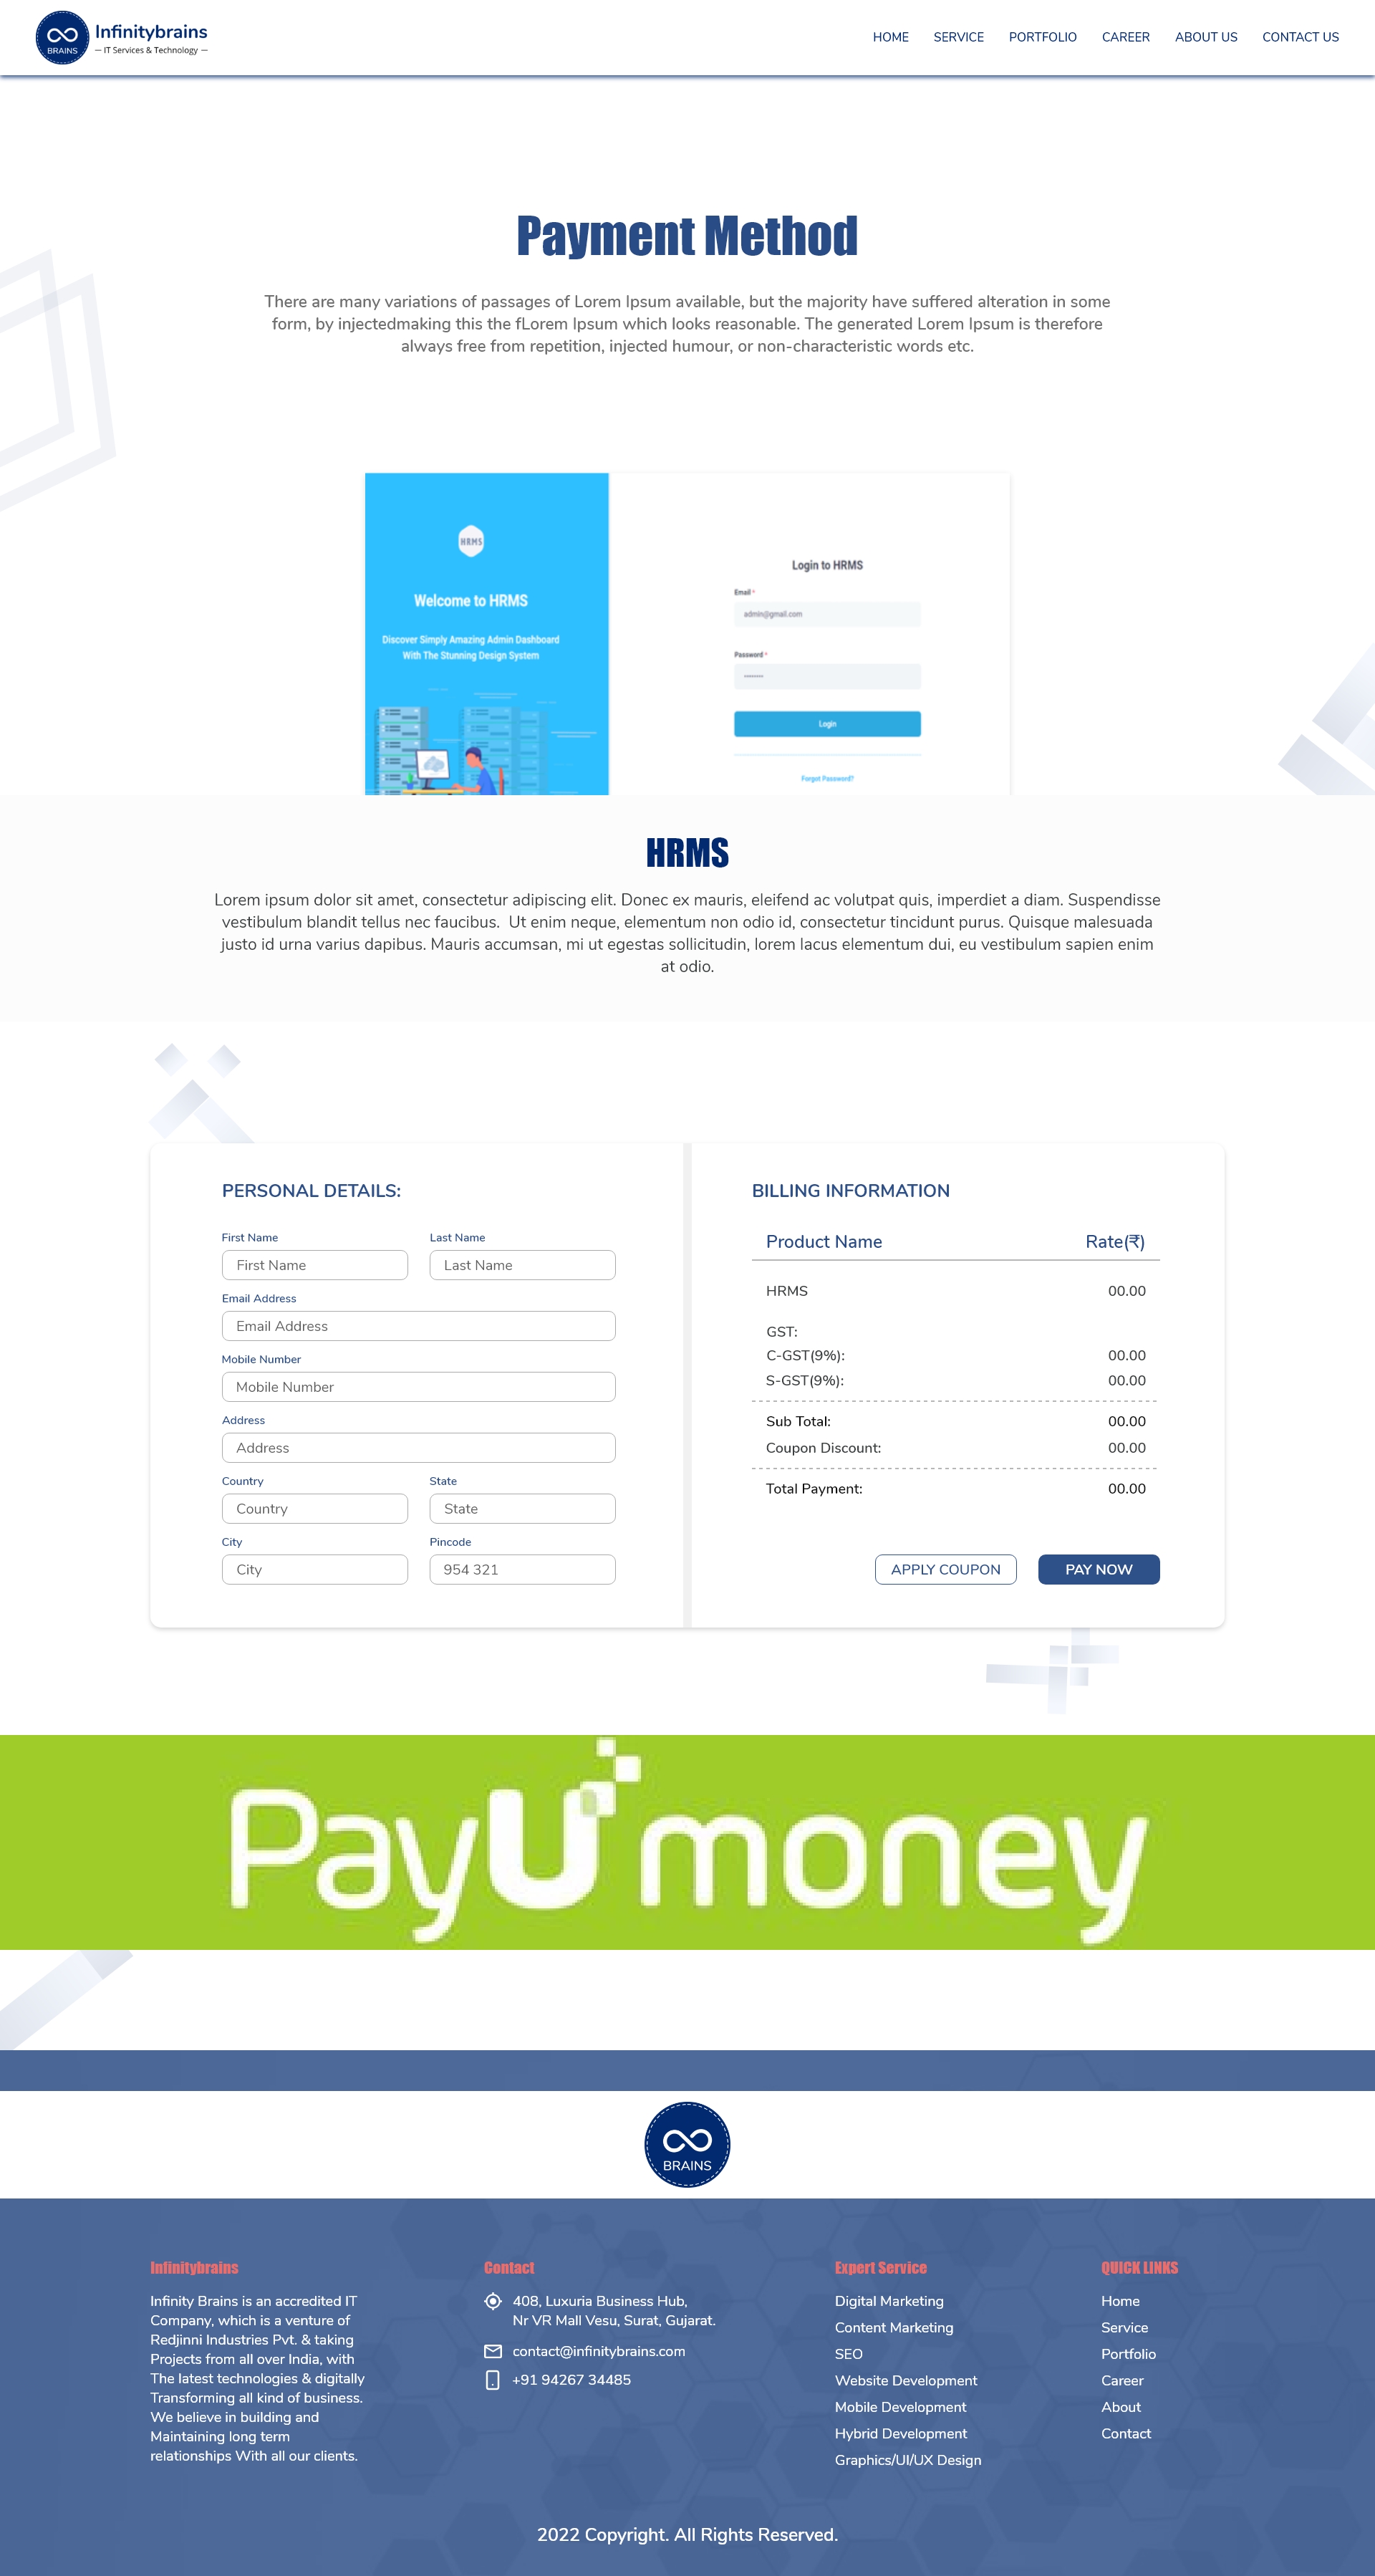 BRAINS
Infinitybrains
— IT Services & Technology —
HOME SERVICE PORTFOLIO CAREER ABOUT US CONTACT US
Payment Method
There are many variations of passages of Lorem Ipsum available, but the majority have suffered alteration in some
form, by injectedmaking this the fLorem Ipsum which looks reasonable. The generated Lorem Ipsum is therefore
always free from repetition, injected humour, or non-characteristic words etc.
HRMS
Welcome to HRMS
Discover Simply Amazing Admin Dashboard
With The Stunning Design System
Login to HRMS
Email *
admin@gmail.com
Password *
••••••••
Login
Forgot Password?
HRMS
Lorem ipsum dolor sit amet, consectetur adipiscing elit. Donec ex mauris, eleifend ac volutpat quis, imperdiet a diam. Suspendisse
vestibulum blandit tellus nec faucibus.  Ut enim neque, elementum non odio id, consectetur tincidunt purus. Quisque malesuada
justo id urna varius dapibus. Mauris accumsan, mi ut egestas sollicitudin, lorem lacus elementum dui, eu vestibulum sapien enim
at odio.
PERSONAL DETAILS:
First Name Last Name
First Name Last Name
Email Address
Email Address
Mobile Number
Mobile Number
Address
Address
Country State
Country State
City Pincode
City 954 321
BILLING INFORMATION
Product Name Rate(₹)
HRMS 00.00
GST:
C-GST(9%): 00.00
S-GST(9%): 00.00
Sub Total: 00.00
Coupon Discount: 00.00
Total Payment: 00.00
APPLY COUPON PAY NOW
PayUmoney
BRAINS
Infinitybrains
Infinity Brains is an accredited IT
Company, which is a venture of
Redjinni Industries Pvt. & taking
Projects from all over India, with
The latest technologies & digitally
Transforming all kind of business.
We believe in building and
Maintaining long term
relationships With all our clients.
Contact
408, Luxuria Business Hub,
Nr VR Mall Vesu, Surat, Gujarat.
contact@infinitybrains.com
+91 94267 34485
Expert Service
Digital Marketing
Content Marketing
SEO
Website Development
Mobile Development
Hybrid Development
Graphics/UI/UX Design
QUICK LINKS
Home
Service
Portfolio
Career
About
Contact
2022 Copyright. All Rights Reserved.